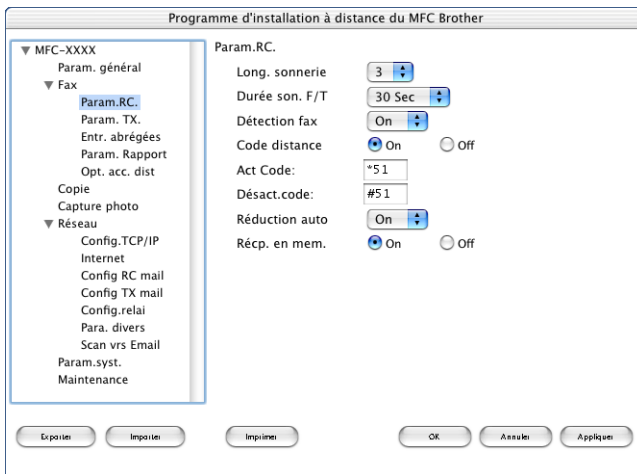 Programme d'installation à distance du MFC Brother
MFC-XXXX
Param. général
Fax
Param.RC.
Param. TX.
Entr. abrégées
Param. Rapport
Opt. acc. dist
Copie
Capture photo
Réseau
Config.TCP/IP
Internet
Config RC mail
Config TX mail
Config.relai
Para. divers
Scan vrs Email
Param.syst.
Maintenance
Param.RC.
Long. sonnerie 3
Durée son. F/T 30 Sec
Détection fax On
Code distance On Off
Act Code: *51
Désact.code: #51
Réduction auto On
Récp. en mem. On Off
Exporter Importer Imprimer OK Annuler Appliquer